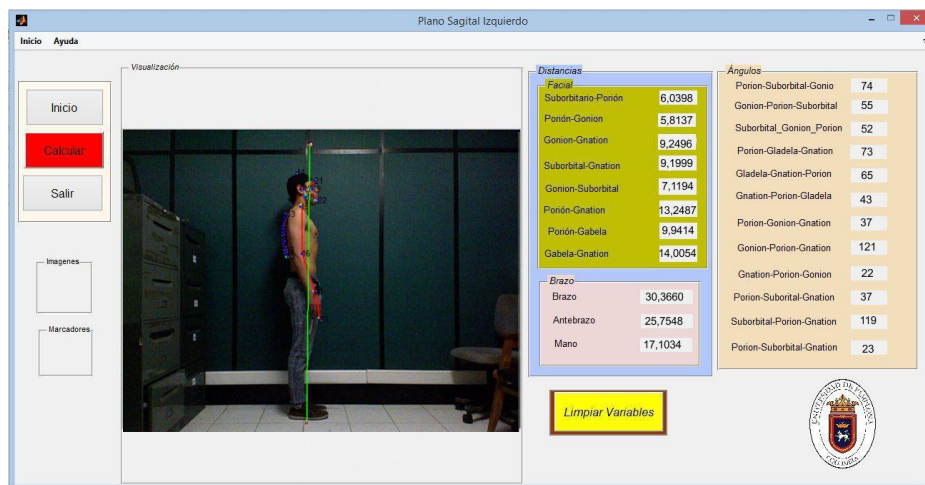 Plano Sagital Izquierdo
Inicio Ayuda
Inicio
Calcular
Salir
Imagenes
Marcadores
Visualización
Distancias
Facial
Suborbitario-Porión 6,0398
Porión-Gonion 5,8137
Gonion-Gnation 9,2496
Suborbital-Gnation 9,1999
Gonion-Suborbital 7,1194
Porión-Gnation 13,2487
Porión-Gabela 9,9414
Gabela-Gnation 14,0054
Brazo
Brazo 30,3660
Antebrazo 25,7548
Mano 17,1034
Limpiar Variables
Ángulos
Porion-Suborbital-Gonio 74
Gonion-Porion-Suborbital 55
Suborbital_Gonion_Porion 52
Porion-Gladela-Gnation 73
Gladela-Gnation-Porion 65
Gnation-Porion-Gladela 43
Porion-Gonion-Gnation 37
Gonion-Porion-Gnation 121
Gnation-Porion-Gonion 22
Porion-Suborital-Gnation 37
Suborbital-Porion-Gnation 119
Porion-Suborbital-Gnation 23
UNIVERSIDAD DE PAMPLONA
COLOMBIA